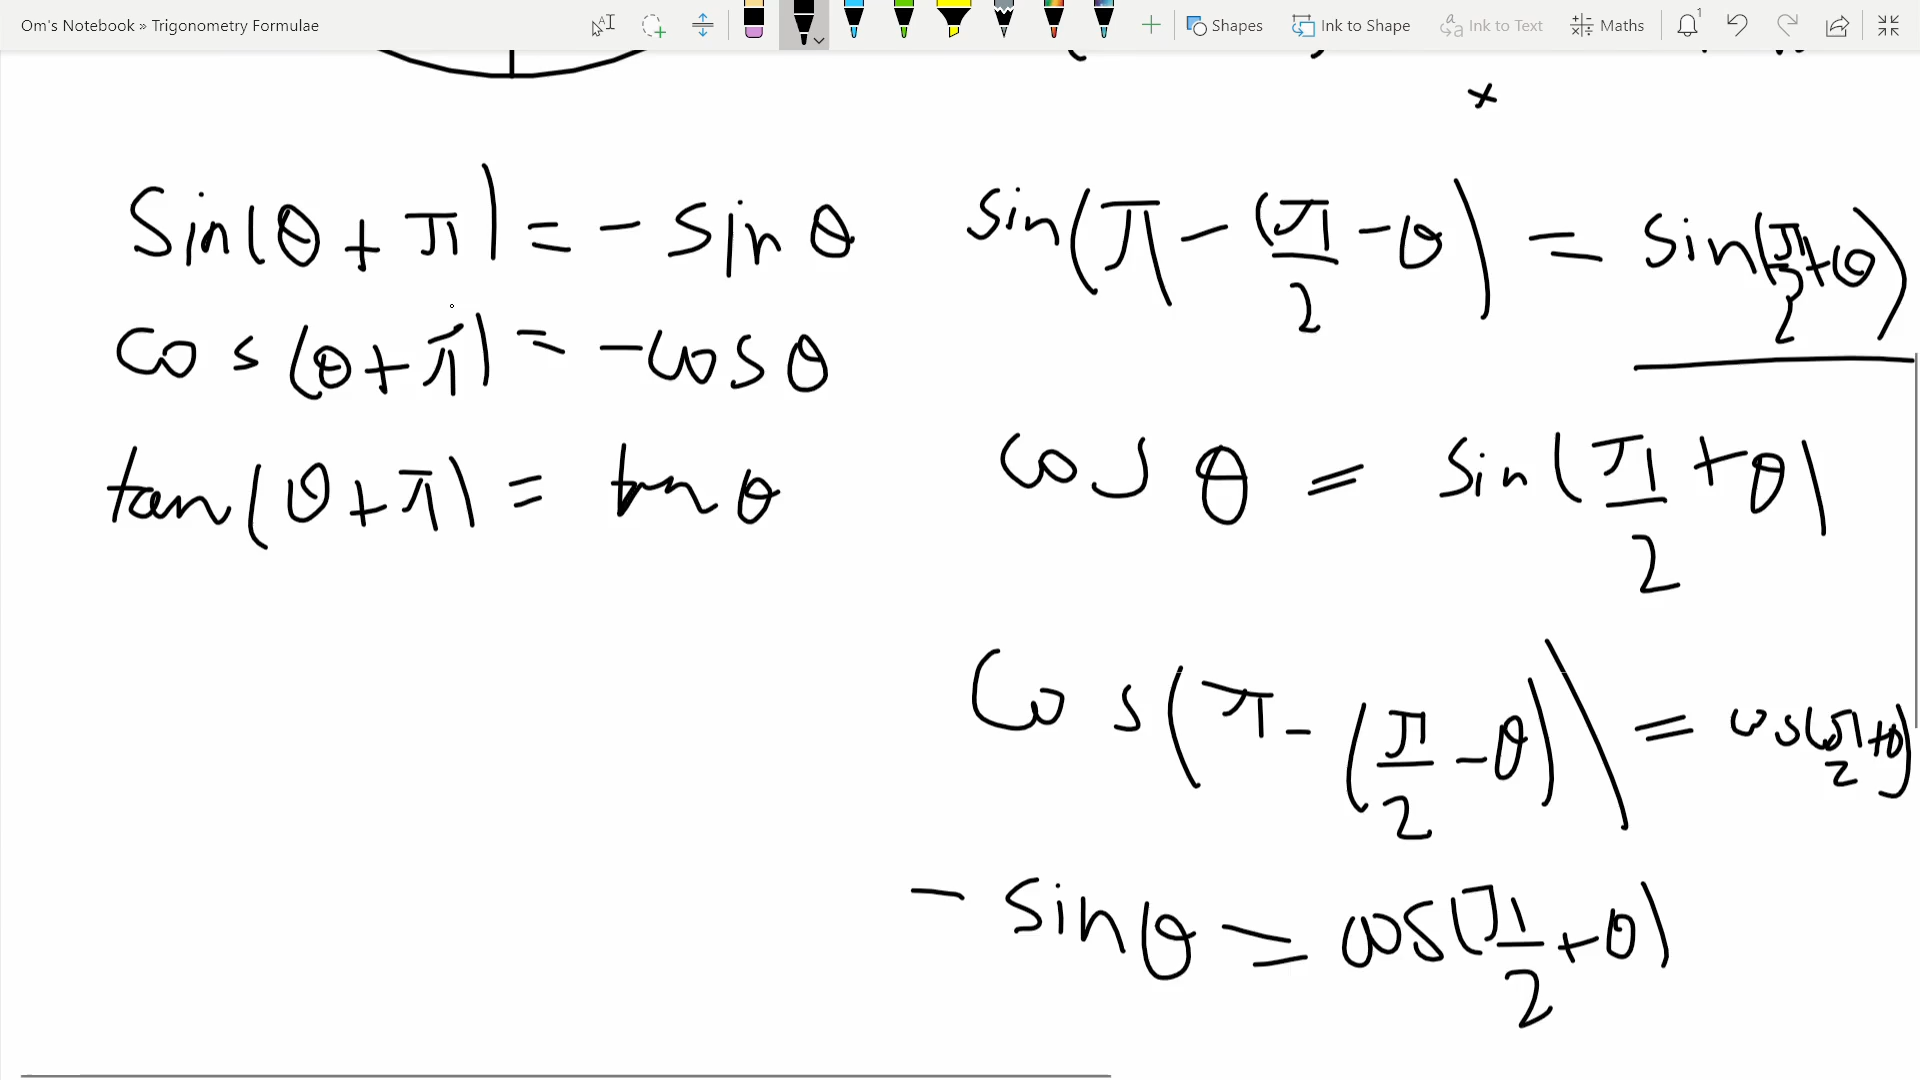 Om's Notebook » Trigonometry Formulae
Shapes
Ink to Shape
Ink to Text
Maths
1
x
Sin(θ + π) = - sin θ
cos(θ + π) = - cos θ
tan(θ + π) = tan θ
sin(π - (π/2 - θ) = sin(π/2 + θ)
cos θ = sin(π/2 + θ)
Cos(π - (π/2 - θ)) = cos(π/2 + θ)
- sin θ = cos(π/2 + θ)